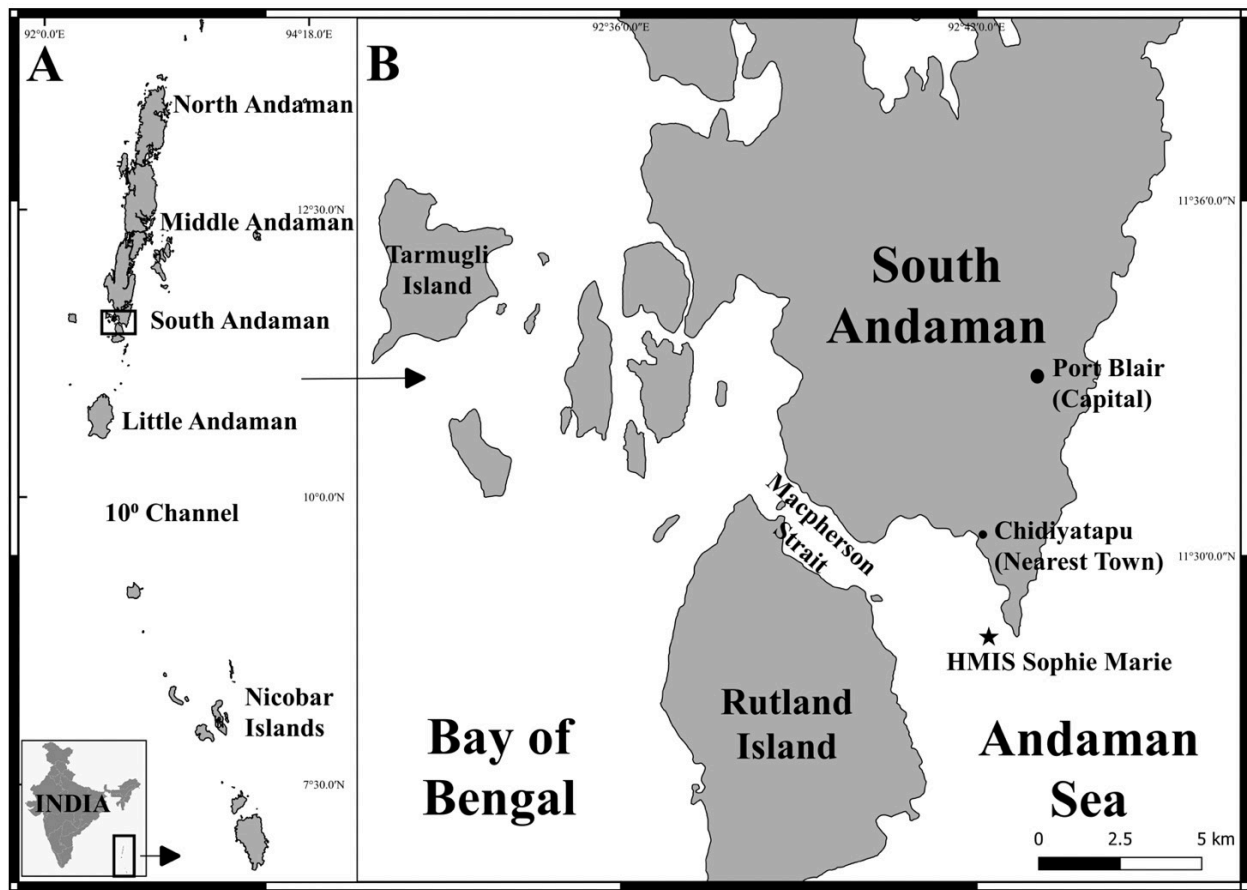 92°0.0'E
94°18.0'E
A
North Andaman
12°30.0'N
Middle Andaman
South Andaman
Little Andaman
10°0.0'N
10⁰ Channel
Nicobar
Islands
7°30.0'N
INDIA
92°36'0.0"E
92°43'0.0"E
B
11°36'0.0"N
Tarmugli
Island
South
Andaman
Port Blair
(Capital)
Macpherson
Strait
Chidiyatapu
(Nearest Town)
11°30'0.0"N
HMIS Sophie Marie
Rutland
Island
Bay of
Bengal
Andaman
Sea
0 2.5 5 km